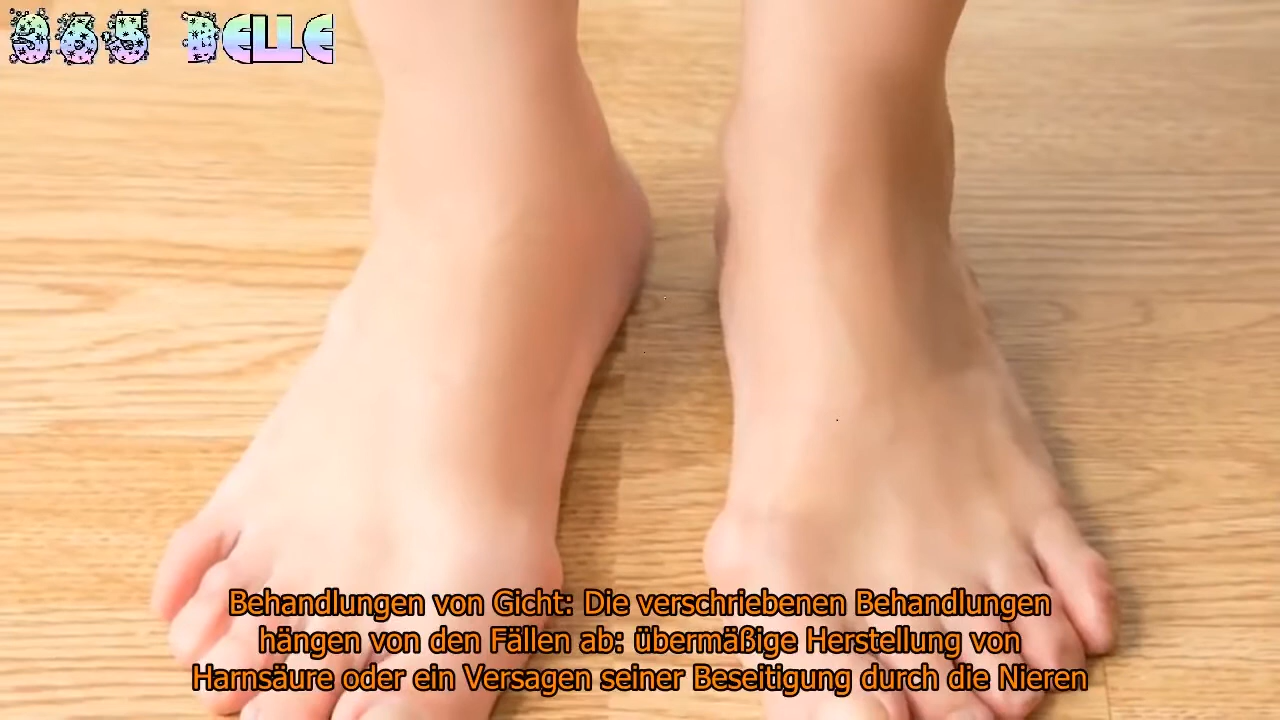 365 BELLE
Behandlungen von Gicht: Die verschriebenen Behandlungen
hängen von den Fällen ab: übermäßige Herstellung von
Harnsäure oder ein Versagen seiner Beseitigung durch die Nieren